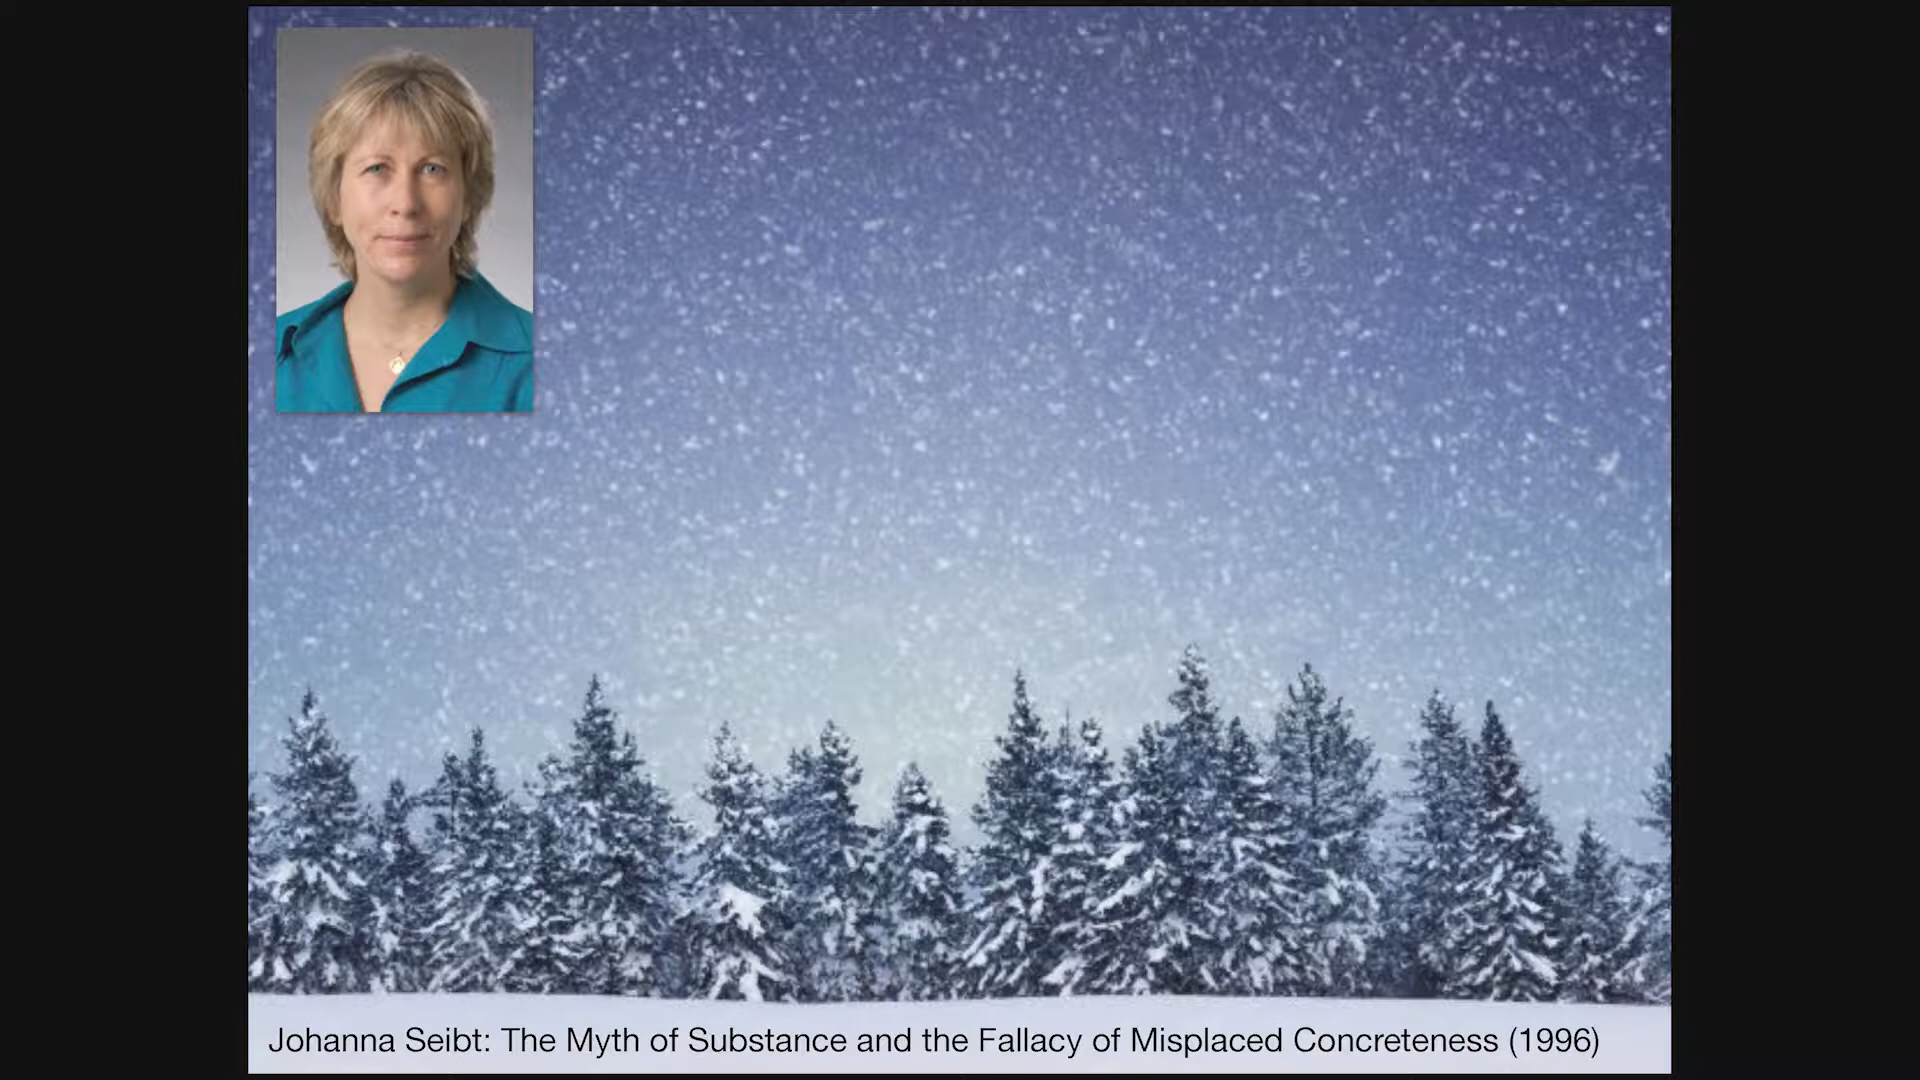 Johanna Seibt: The Myth of Substance and the Fallacy of Misplaced Concreteness (1996)